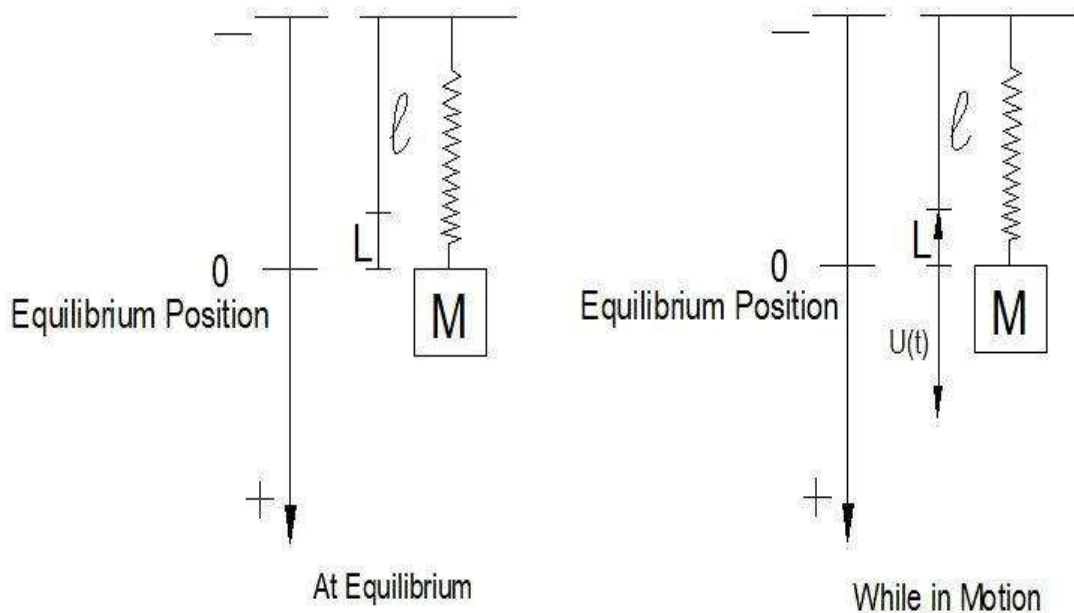 —
ℓ
L
0
Equilibrium Position
M
+
At Equilibrium
—
ℓ
L
0
Equilibrium Position
M
U(t)
+
While in Motion